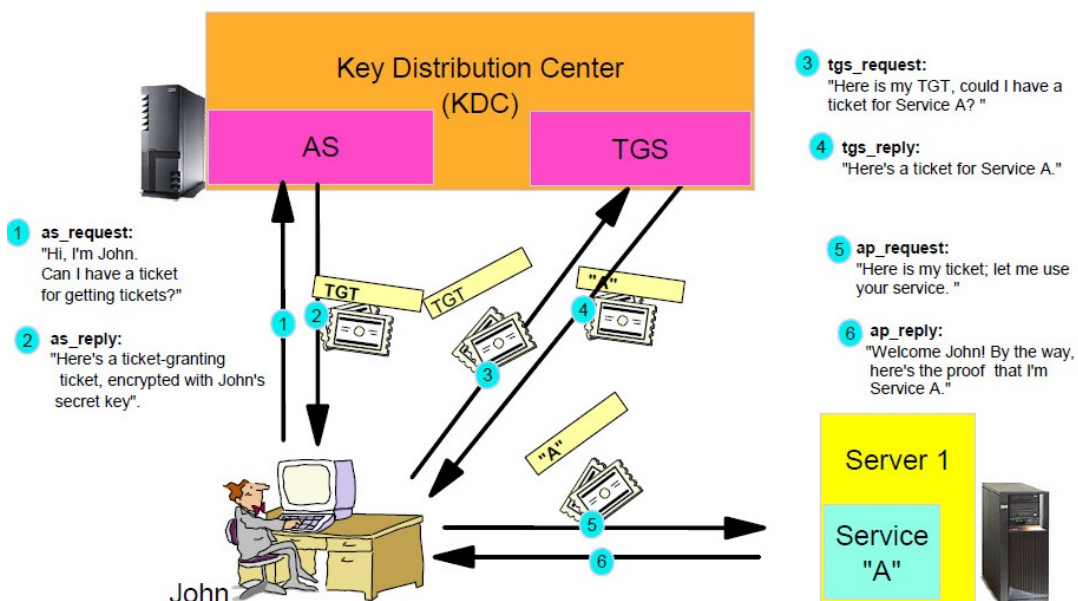 Key Distribution Center
(KDC)
AS
TGS
3
tgs_request:
"Here is my TGT, could I have a
ticket for Service A? "
4
tgs_reply:
"Here's a ticket for Service A."
1
as_request:
"Hi, I'm John.
Can I have a ticket
for getting tickets?"
2
as_reply:
"Here's a ticket-granting
ticket, encrypted with John's
secret key".
5
ap_request:
"Here is my ticket; let me use
your service. "
6
ap_reply:
"Welcome John! By the way,
here's the proof that I'm
Service A."
TGT
TGT
"A"
1
2
3
4
"A"
5
6
Server 1
Service
"A"
John